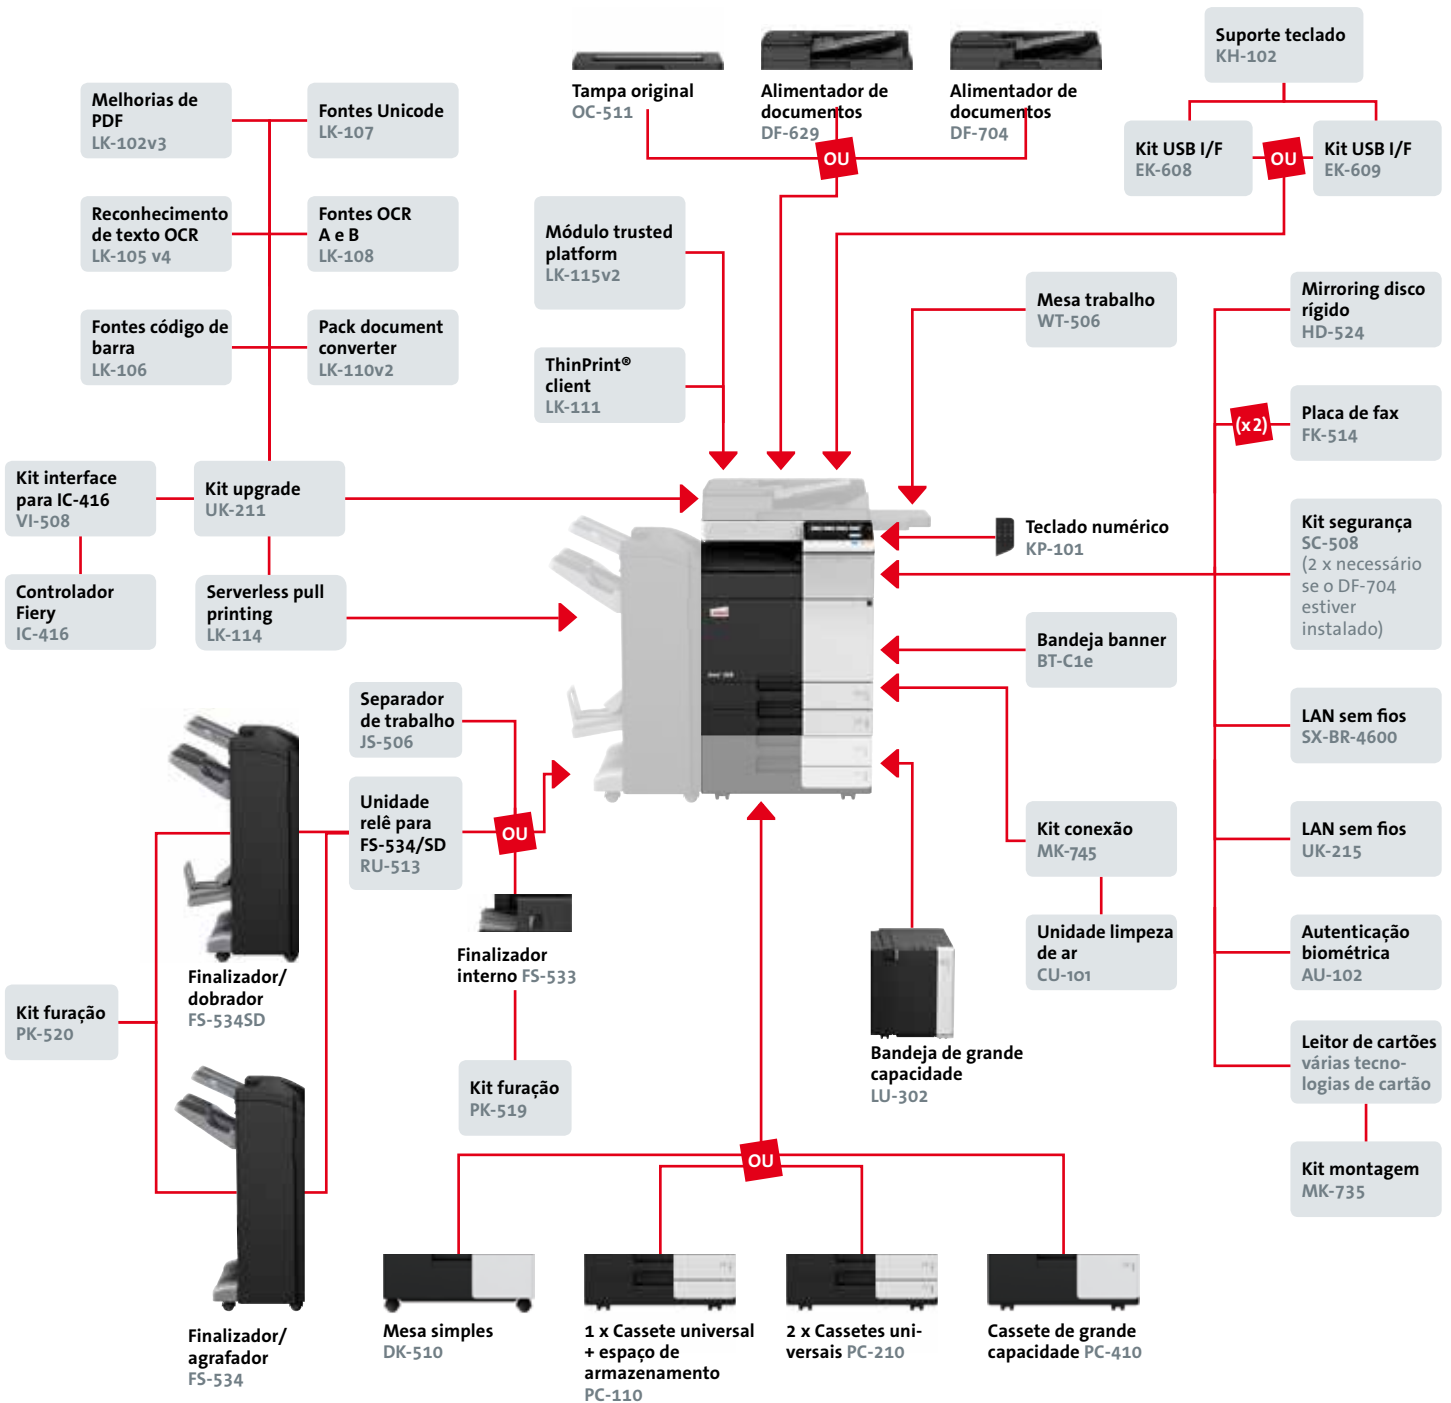 Suporte teclado
KH-102
Tampa original
OC-511
Alimentador de
documentos
DF-629
Alimentador de
documentos
DF-704
OU
Kit USB I/F
EK-608
OU
Kit USB I/F
EK-609
Melhorias de
PDF
LK-102v3
Fontes Unicode
LK-107
Reconhecimento
de texto OCR
LK-105 v4
Fontes OCR
A e B
LK-108
Fontes código de
barra
LK-106
Pack document
converter
LK-110v2
Módulo trusted
platform
LK-115v2
ThinPrint®
client
LK-111
Mesa trabalho
WT-506
Mirroring disco
rígido
HD-524
(x2)
Placa de fax
FK-514
Kit interface
para IC-416
VI-508
Kit upgrade
UK-211
Controlador
Fiery
IC-416
Serverless pull
printing
LK-114
Teclado numérico
KP-101
Kit segurança
SC-508
(2 x necessário
se o DF-704
estiver
instalado)
Bandeja banner
BT-C1e
Separador
de trabalho
JS-506
LAN sem fios
SX-BR-4600
Unidade
relê para
FS-534/SD
RU-513
OU
Kit conexão
MK-745
LAN sem fios
UK-215
Finalizador
interno FS-533
Unidade limpeza
de ar
CU-101
Autenticação
biométrica
AU-102
Finalizador/
dobrador
FS-534SD
Kit furação
PK-520
Kit furação
PK-519
Bandeja de grande
capacidade
LU-302
Leitor de cartões
várias tecno-
logias de cartão
Kit montagem
MK-735
OU
Finalizador/
agrafador
FS-534
Mesa simples
DK-510
1 x Cassete universal
+ espaço de
armazenamento
PC-110
2 x Cassetes uni-
versais PC-210
Cassete de grande
capacidade PC-410